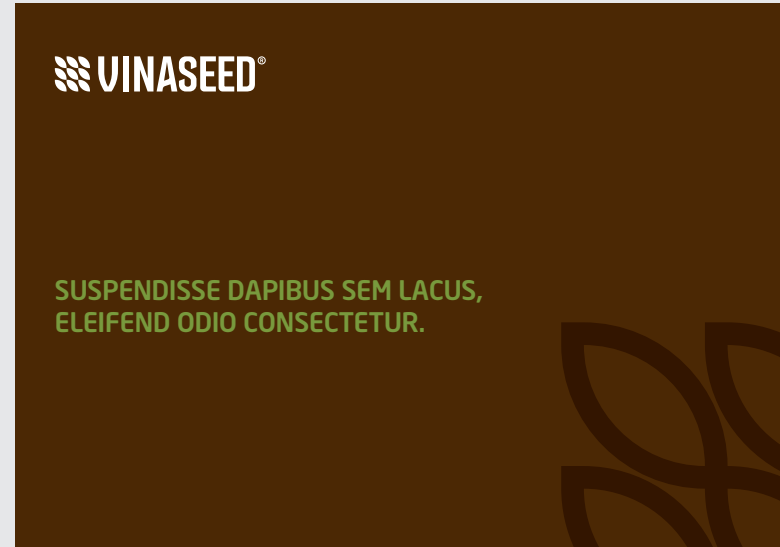 VINASEED®
SUSPENDISSE DAPIBUS SEM LACUS,
ELEIFEND ODIO CONSECTETUR.